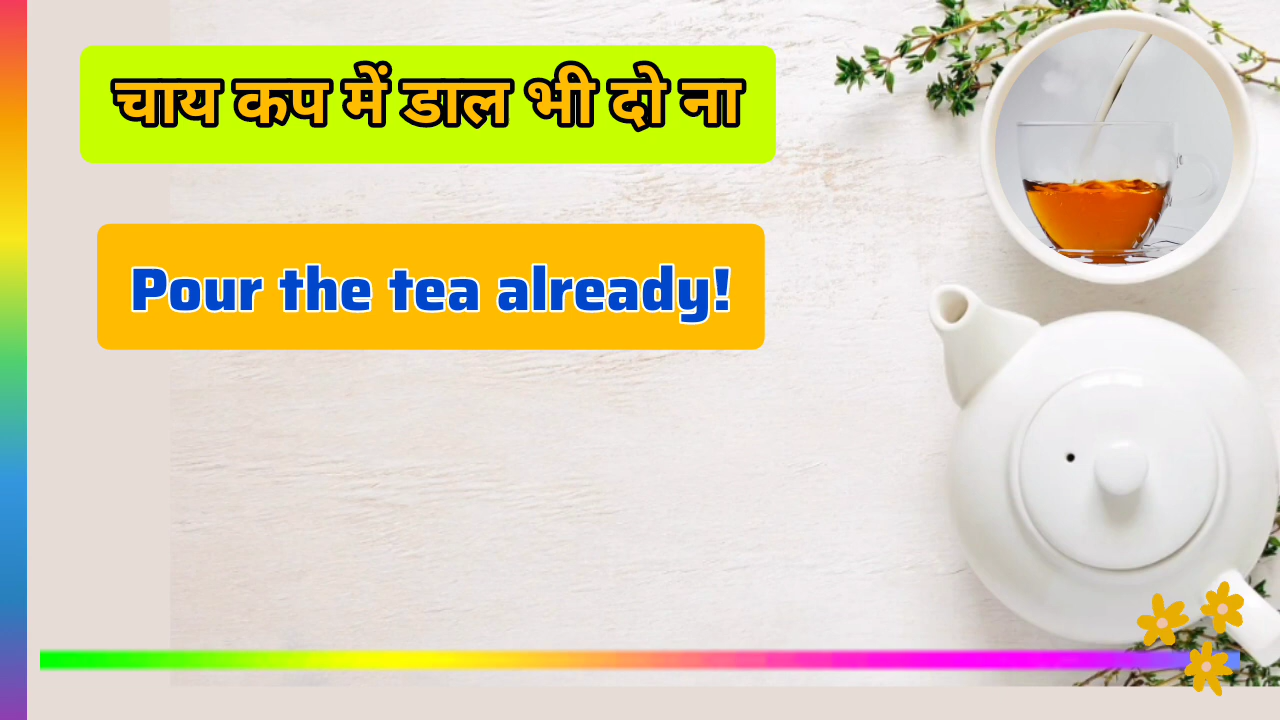 चाय कप में डाल भी दो ना
Pour the tea already!